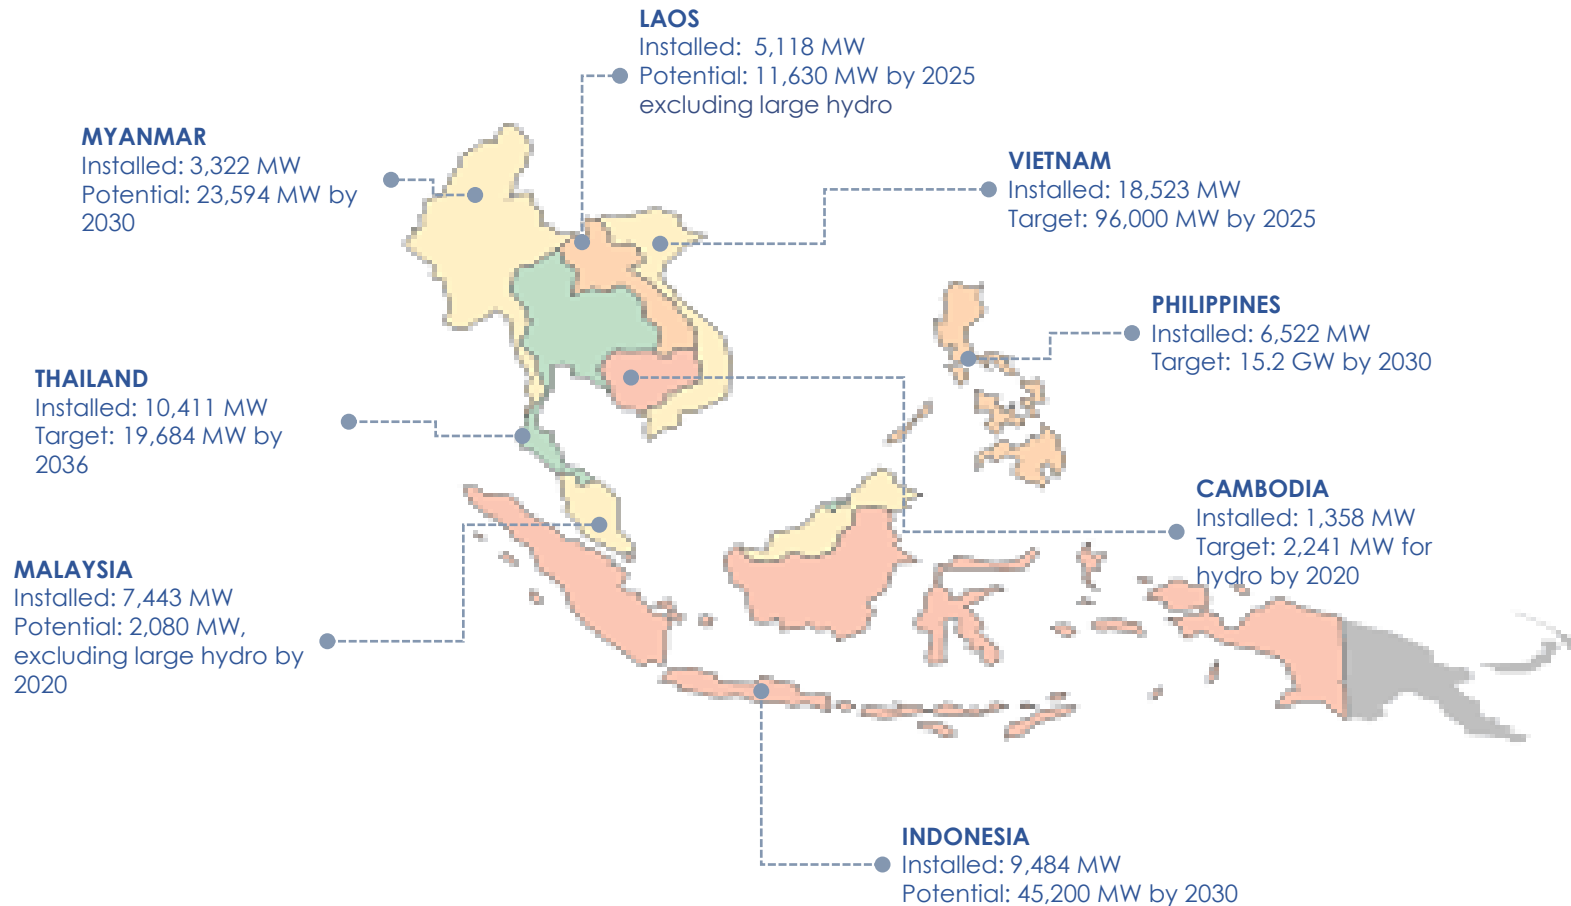 LAOS
Installed:  5,118 MW
Potential: 11,630 MW by 2025
excluding large hydro
MYANMAR
Installed: 3,322 MW
Potential: 23,594 MW by
2030
VIETNAM
Installed: 18,523 MW
Target: 96,000 MW by 2025
PHILIPPINES
Installed: 6,522 MW
Target: 15.2 GW by 2030
THAILAND
Installed: 10,411 MW
Target: 19,684 MW by
2036
CAMBODIA
Installed: 1,358 MW
Target: 2,241 MW for
hydro by 2020
MALAYSIA
Installed: 7,443 MW
Potential: 2,080 MW,
excluding large hydro by
2020
INDONESIA
Installed: 9,484 MW
Potential: 45,200 MW by 2030